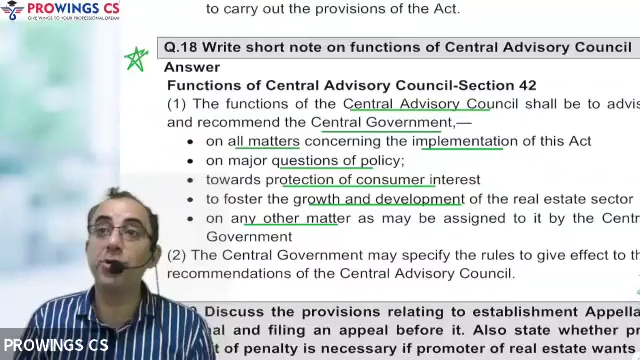 PROWINGS CS
GIVE WINGS TO YOUR PROFESSIONAL DREAM
to carry out the provisions of the Act.
Q.18 Write short note on functions of Central Advisory Council
Answer
Functions of Central Advisory Council-Section 42
(1) The functions of the Central Advisory Council shall be to advis
and recommend the Central Government,—
• on all matters concerning the implementation of this Act
• on major questions of policy;
• towards protection of consumer interest
• to foster the growth and development of the real estate sector
• on any other matter as may be assigned to it by the Centr
Government
(2) The Central Government may specify the rules to give effect to th
recommendations of the Central Advisory Council.
Discuss the provisions relating to establishment Appella
nal and filing an appeal before it. Also state whether pr
t of penalty is necessary if promoter of real estate wants
PROWINGS CS